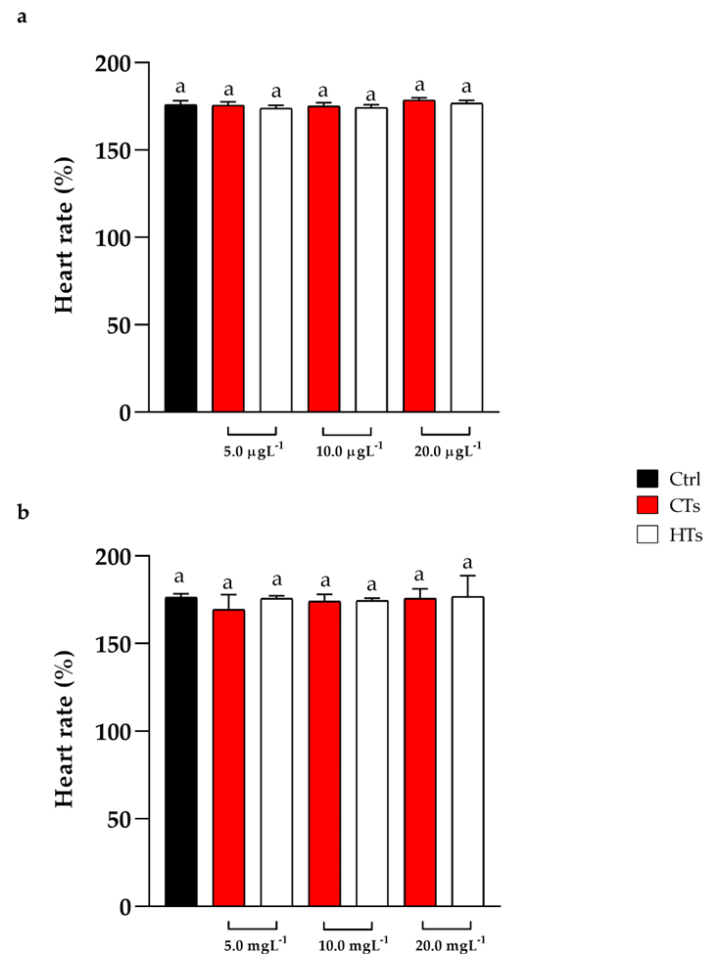 a
200
150
100
50
0
Heart rate (%)
a a a a a a a
5.0 µgL⁻¹ 10.0 µgL⁻¹ 20.0 µgL⁻¹
Ctrl
CTs
HTs
b
200
150
100
50
0
Heart rate (%)
a a a a a a a
5.0 mgL⁻¹ 10.0 mgL⁻¹ 20.0 mgL⁻¹